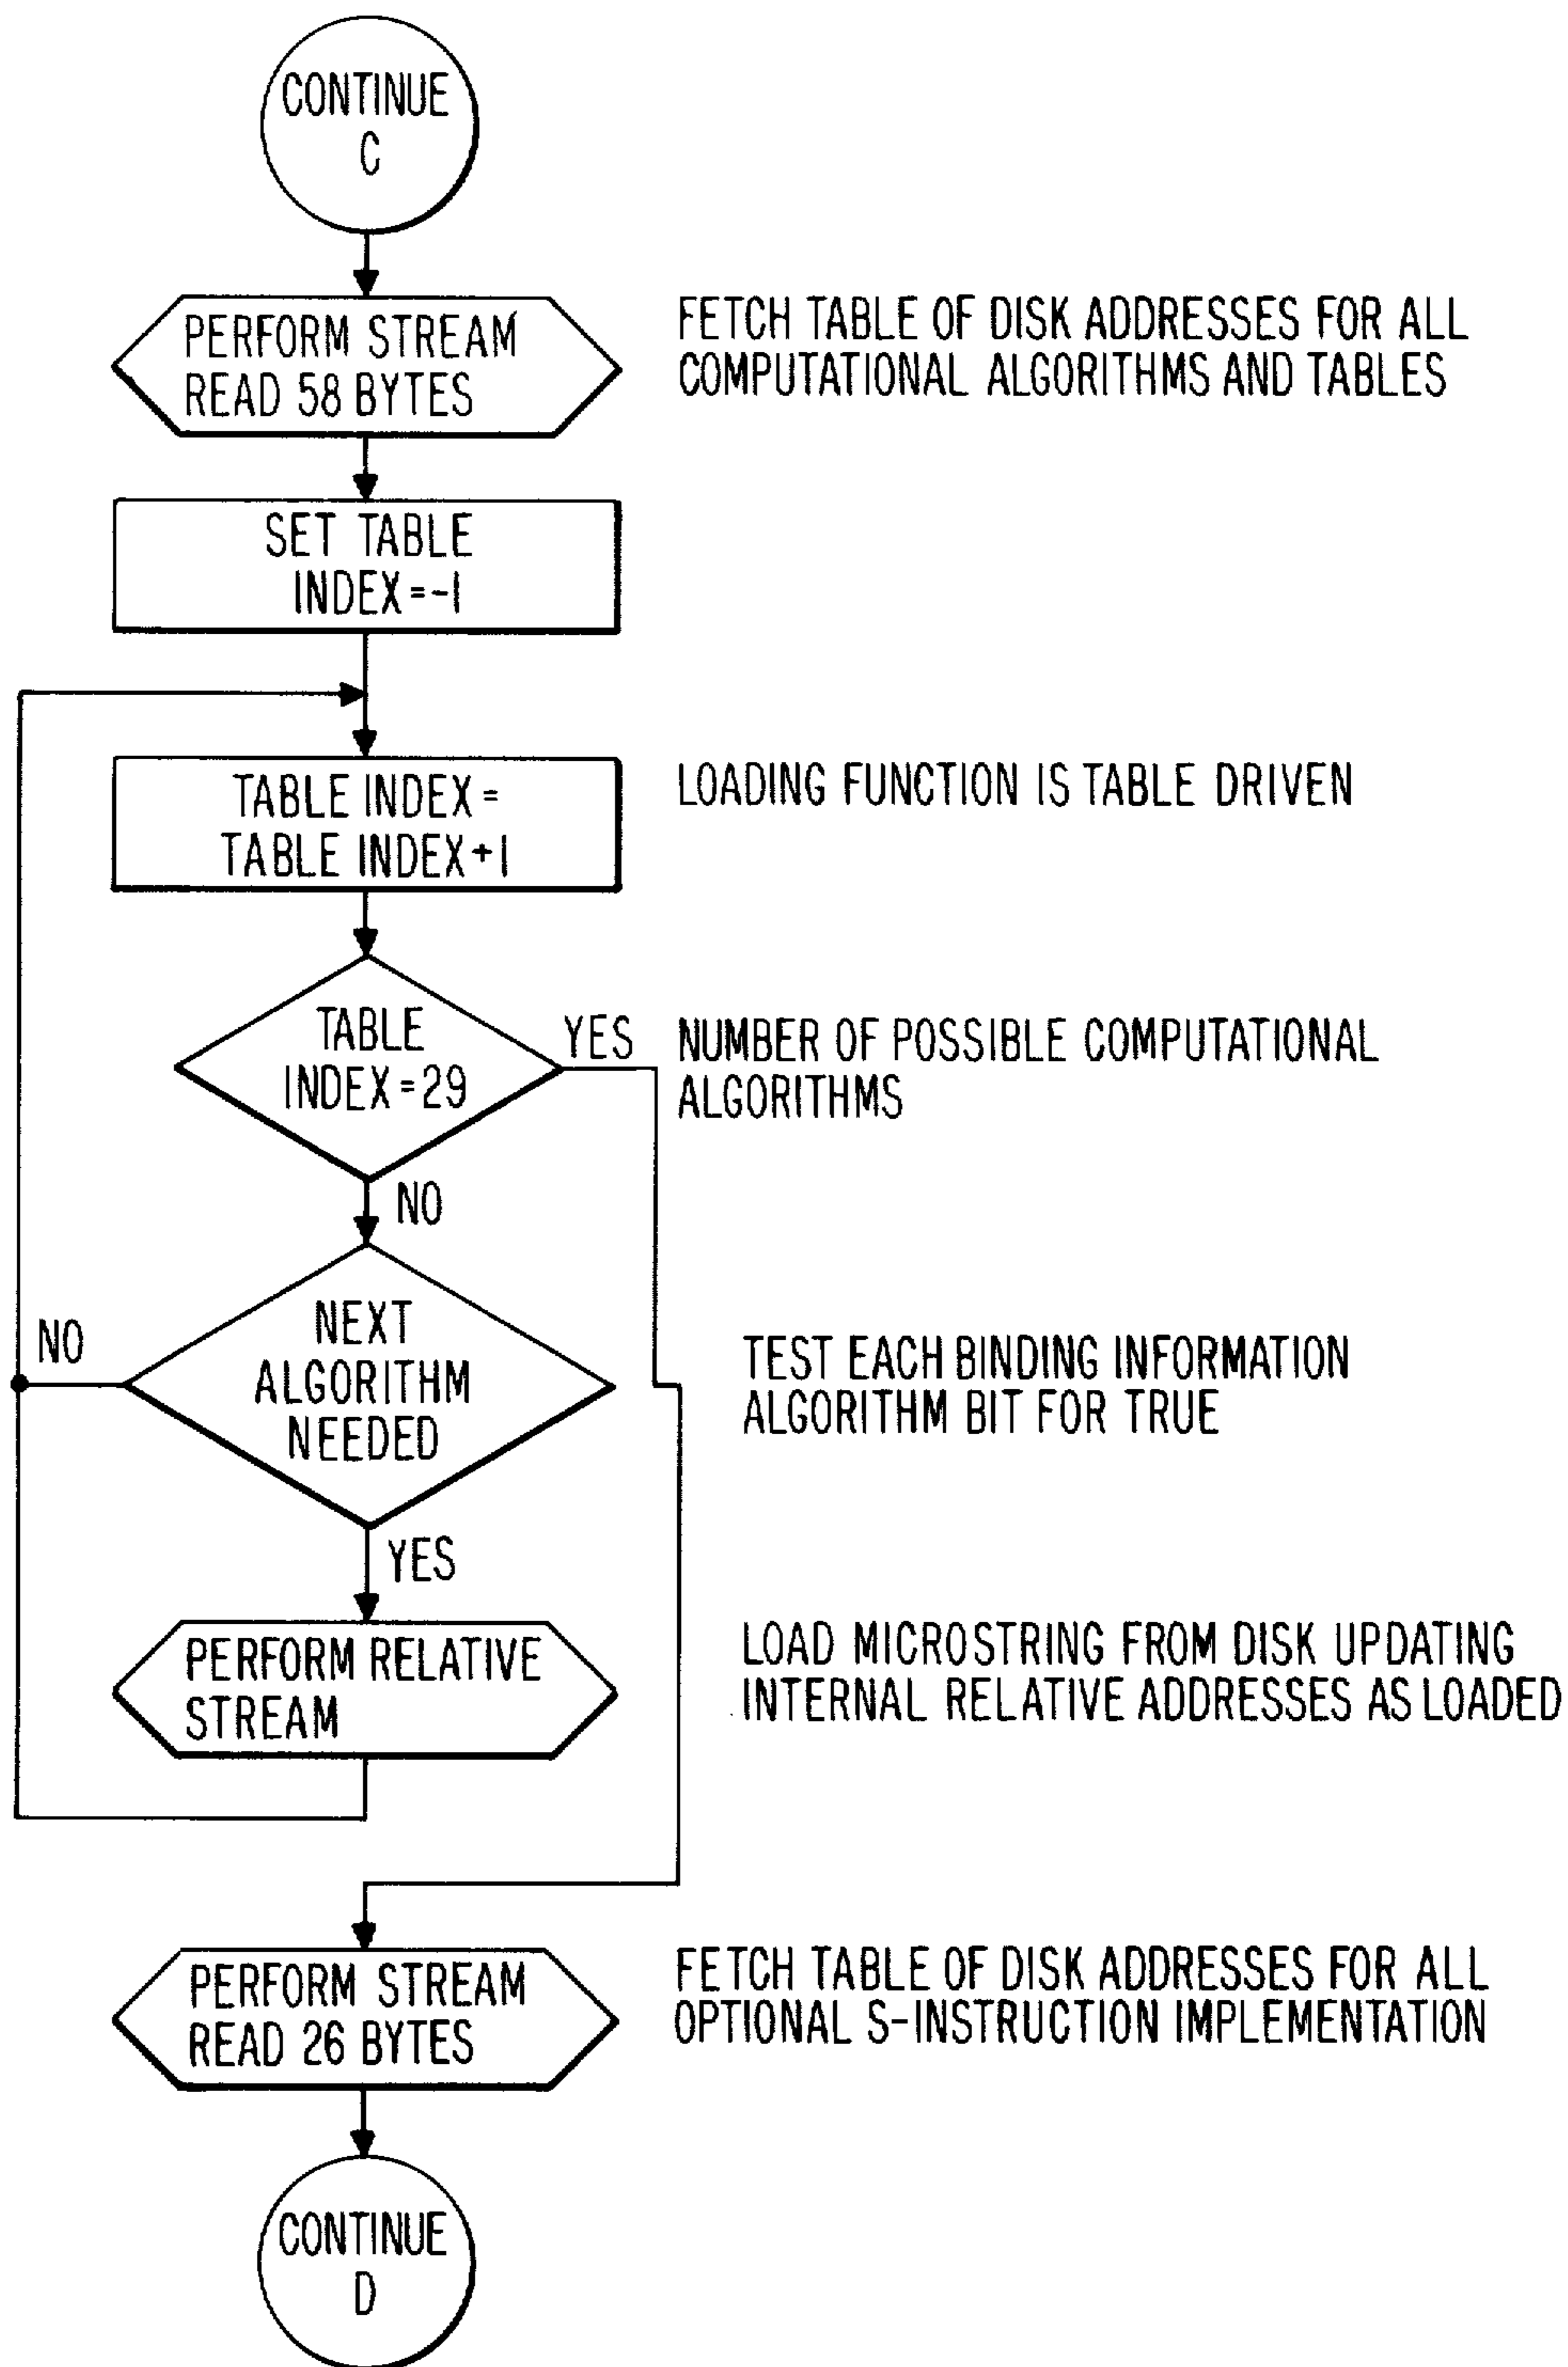 CONTINUE
C
PERFORM STREAM
READ 58 BYTES
FETCH TABLE OF DISK ADDRESSES FOR ALL
COMPUTATIONAL ALGORITHMS AND TABLES
SET TABLE
INDEX=-1
TABLE INDEX=
TABLE INDEX+1
LOADING FUNCTION IS TABLE DRIVEN
TABLE
INDEX=29
YES
NUMBER OF POSSIBLE COMPUTATIONAL
ALGORITHMS
NO
NEXT
ALGORITHM
NEEDED
NO
TEST EACH BINDING INFORMATION
ALGORITHM BIT FOR TRUE
YES
PERFORM RELATIVE
STREAM
LOAD MICROSTRING FROM DISK UPDATING
INTERNAL RELATIVE ADDRESSES AS LOADED
PERFORM STREAM
READ 26 BYTES
FETCH TABLE OF DISK ADDRESSES FOR ALL
OPTIONAL S-INSTRUCTION IMPLEMENTATION
CONTINUE
D